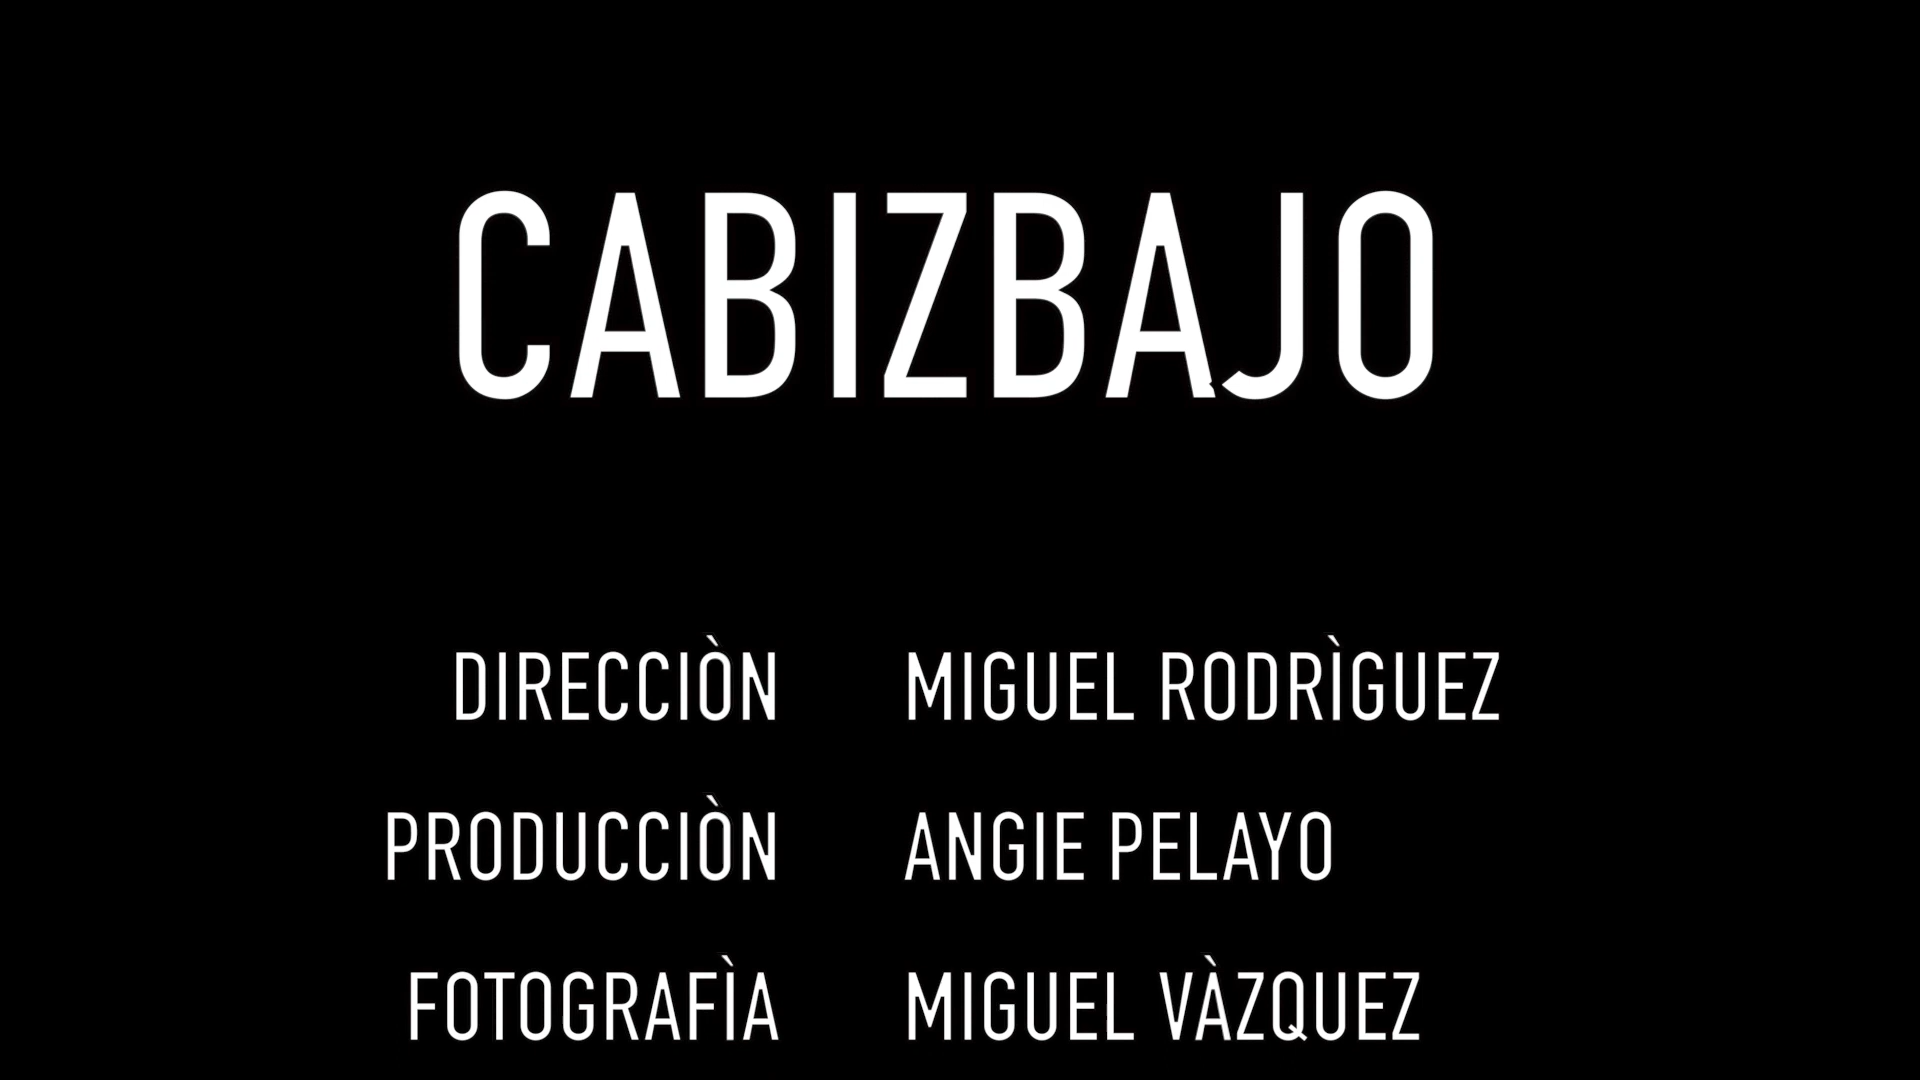 CABIZBAJO
DIRECCIÒN MIGUEL RODRÌGUEZ
PRODUCCIÒN ANGIE PELAYO
FOTOGRAFÌA MIGUEL VÀZQUEZ